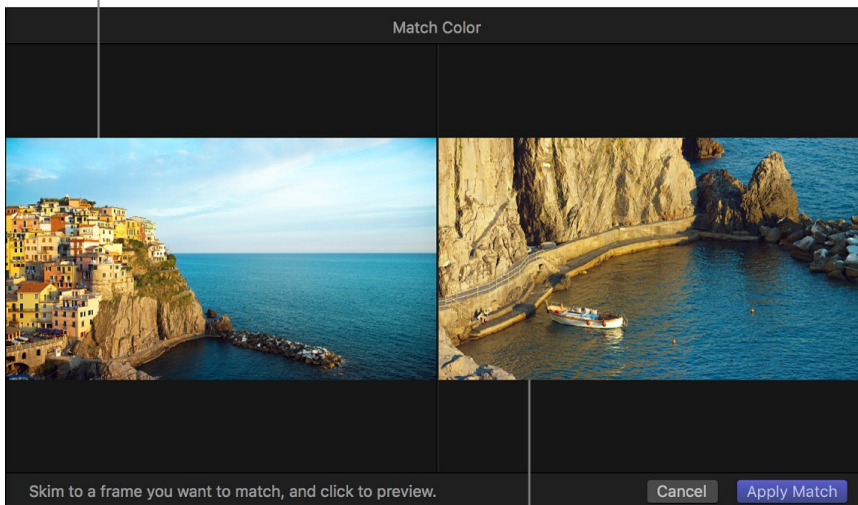 Match Color
Skim to a frame you want to match, and click to preview.
Cancel
Apply Match